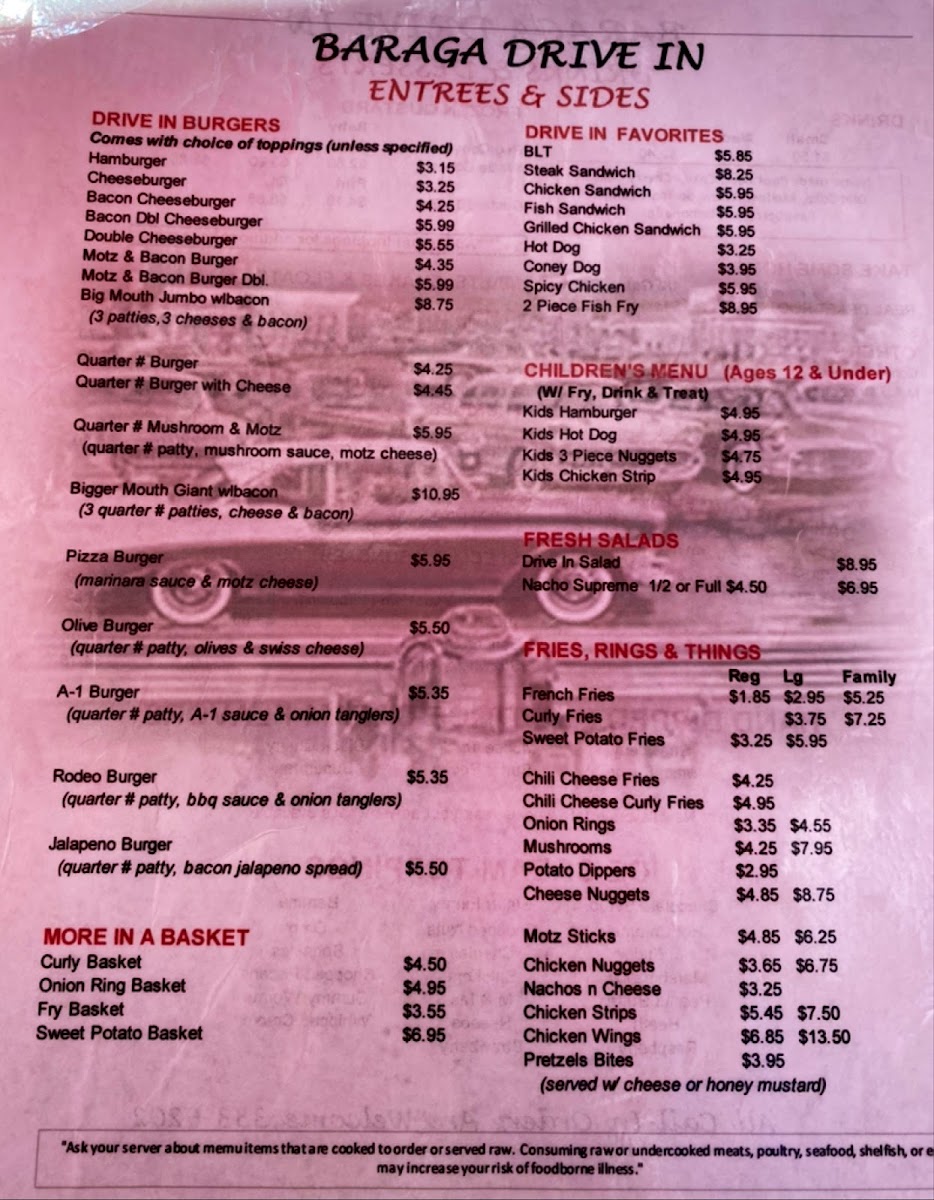 BARAGA DRIVE IN
ENTREES & SIDES
DRIVE IN BURGERS
Comes with choice of toppings (unless specified)
Hamburger $3.15
Cheeseburger $3.25
Bacon Cheeseburger $4.25
Bacon Dbl Cheeseburger $5.99
Double Cheeseburger $5.55
Motz & Bacon Burger $4.35
Motz & Bacon Burger Dbl. $5.99
Big Mouth Jumbo w\bacon $8.75
(3 patties,3 cheeses & bacon)
Quarter # Burger $4.25
Quarter # Burger with Cheese $4.45
Quarter # Mushroom & Motz $5.95
(quarter # patty, mushroom sauce, motz cheese)
Bigger Mouth Giant w\bacon $10.95
(3 quarter # patties, cheese & bacon)
Pizza Burger $5.95
(marinara sauce & motz cheese)
Olive Burger $5.50
(quarter # patty, olives & swiss cheese)
A-1 Burger $5.35
(quarter # patty, A-1 sauce & onion tanglers)
Rodeo Burger $5.35
(quarter # patty, bbq sauce & onion tanglers)
Jalapeno Burger
(quarter # patty, bacon jalapeno spread) $5.50
MORE IN A BASKET
Curly Basket $4.50
Onion Ring Basket $4.95
Fry Basket $3.55
Sweet Potato Basket $6.95
DRIVE IN FAVORITES
BLT $5.85
Steak Sandwich $8.25
Chicken Sandwich $5.95
Fish Sandwich $5.95
Grilled Chicken Sandwich $5.95
Hot Dog $3.25
Coney Dog $3.95
Spicy Chicken $5.95
2 Piece Fish Fry $8.95
CHILDREN'S MENU (Ages 12 & Under)
(W/ Fry, Drink & Treat)
Kids Hamburger $4.95
Kids Hot Dog $4.95
Kids 3 Piece Nuggets $4.75
Kids Chicken Strip $4.95
FRESH SALADS
Drive In Salad $8.95
Nacho Supreme 1/2 or Full $4.50 $6.95
FRIES, RINGS & THINGS
Reg Lg Family
French Fries $1.85 $2.95 $5.25
Curly Fries $3.75 $7.25
Sweet Potato Fries $3.25 $5.95
Chili Cheese Fries $4.25
Chili Cheese Curly Fries $4.95
Onion Rings $3.35 $4.55
Mushrooms $4.25 $7.95
Potato Dippers $2.95
Cheese Nuggets $4.85 $8.75
Motz Sticks $4.85 $6.25
Chicken Nuggets $3.65 $6.75
Nachos n Cheese $3.25
Chicken Strips $5.45 $7.50
Chicken Wings $6.85 $13.50
Pretzels Bites $3.95
(served w/ cheese or honey mustard)
"Ask your server about memu items that are cooked to order or served raw. Consuming raw or undercooked meats, poultry, seafood, shelfish, or e
may increase your risk of foodborne illness."